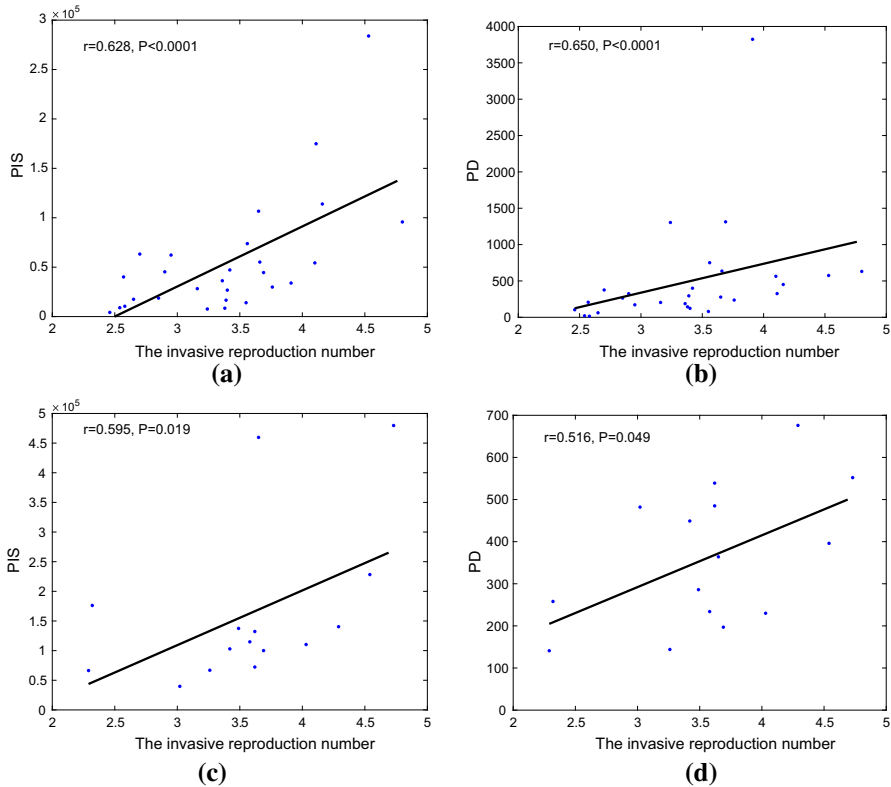 × 10⁵
3
2.5
2
1.5
1
0.5
0
r=0.628, P<0.0001
PIS
2 2.5 3 3.5 4 4.5 5
The invasive reproduction number
(a)
4000
3500
3000
2500
2000
1500
1000
500
0
r=0.650, P<0.0001
PD
2 2.5 3 3.5 4 4.5 5
The invasive reproduction number
(b)
× 10⁵
5
4.5
4
3.5
3
2.5
2
1.5
1
0.5
0
r=0.595, P=0.019
PIS
2 2.5 3 3.5 4 4.5 5
The invasive reproduction number
(c)
700
600
500
400
300
200
100
0
r=0.516, P=0.049
PD
2 2.5 3 3.5 4 4.5 5
The invasive reproduction number
(d)